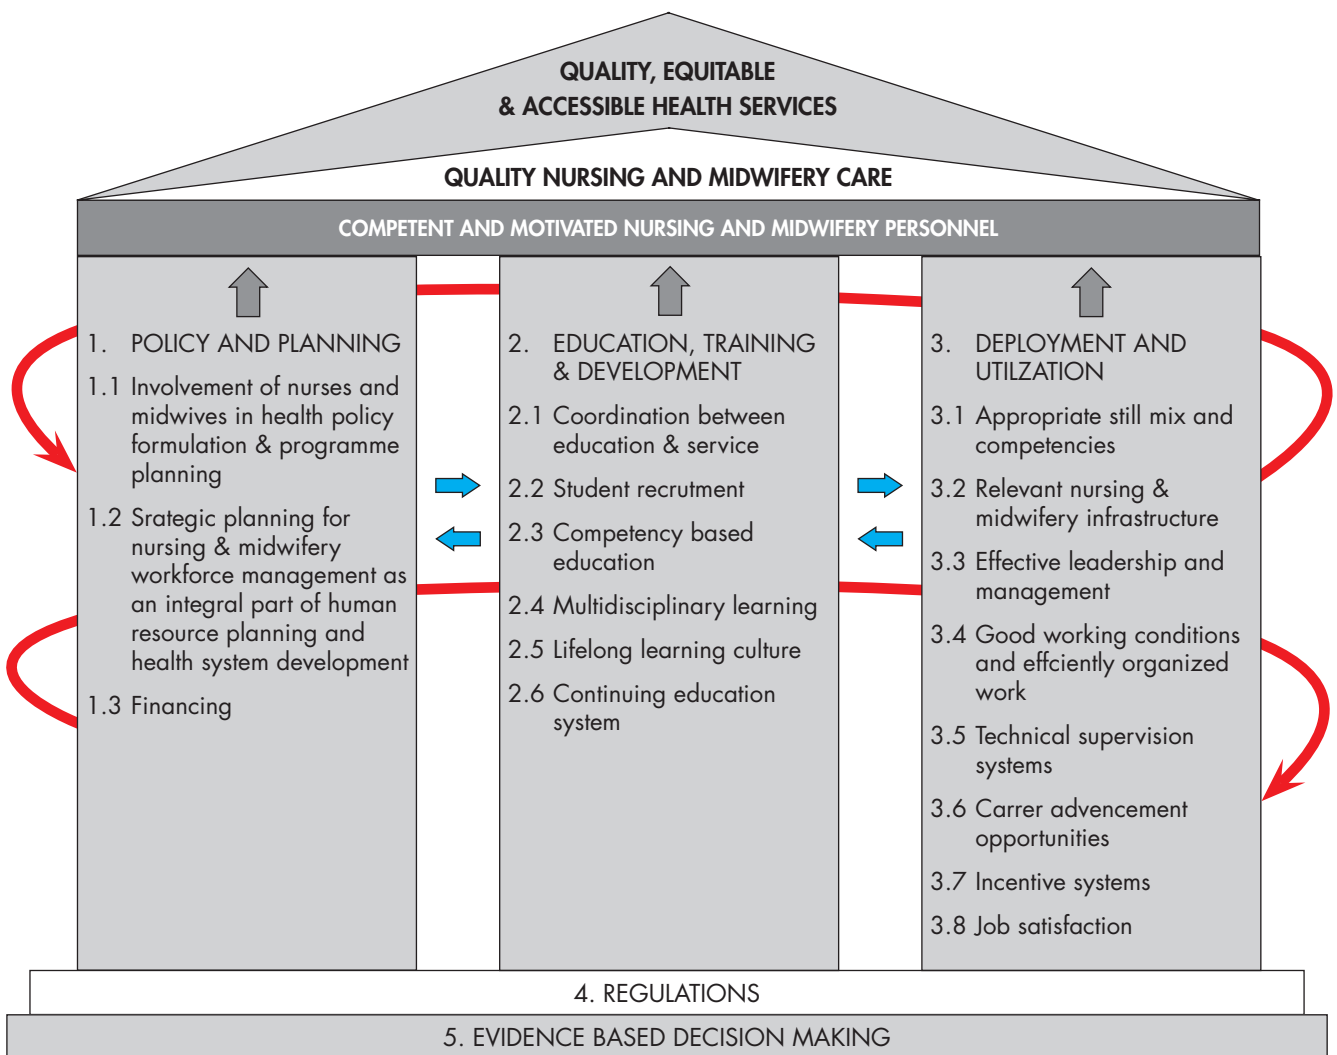 QUALITY, EQUITABLE
& ACCESSIBLE HEALTH SERVICES
QUALITY NURSING AND MIDWIFERY CARE
COMPETENT AND MOTIVATED NURSING AND MIDWIFERY PERSONNEL
1. POLICY AND PLANNING
1.1 Involvement of nurses and
midwives in health policy
formulation & programme
planning
1.2 Srategic planning for
nursing & midwifery
workforce management as
an integral part of human
resource planning and
health system development
1.3 Financing
2. EDUCATION, TRAINING
& DEVELOPMENT
2.1 Coordination between
education & service
2.2 Student recrutment
2.3 Competency based
education
2.4 Multidisciplinary learning
2.5 Lifelong learning culture
2.6 Continuing education
system
3. DEPLOYMENT AND
UTILZATION
3.1 Appropriate still mix and
competencies
3.2 Relevant nursing &
midwifery infrastructure
3.3 Effective leadership and
management
3.4 Good working conditions
and effciently organized
work
3.5 Technical supervision
systems
3.6 Carrer advencement
opportunities
3.7 Incentive systems
3.8 Job satisfaction
4. REGULATIONS
5. EVIDENCE BASED DECISION MAKING